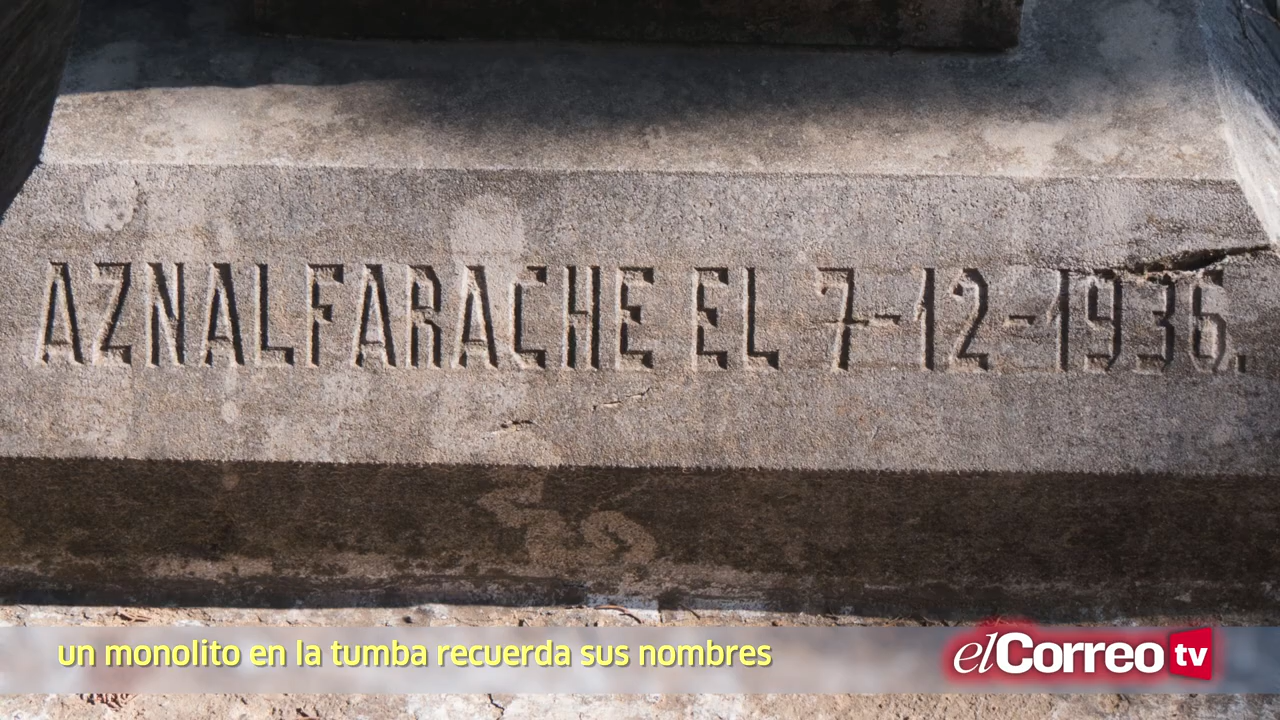 AZNALFARACHE EL 7-12-1936.
un monolito en la tumba recuerda sus nombres
elCorreo tv